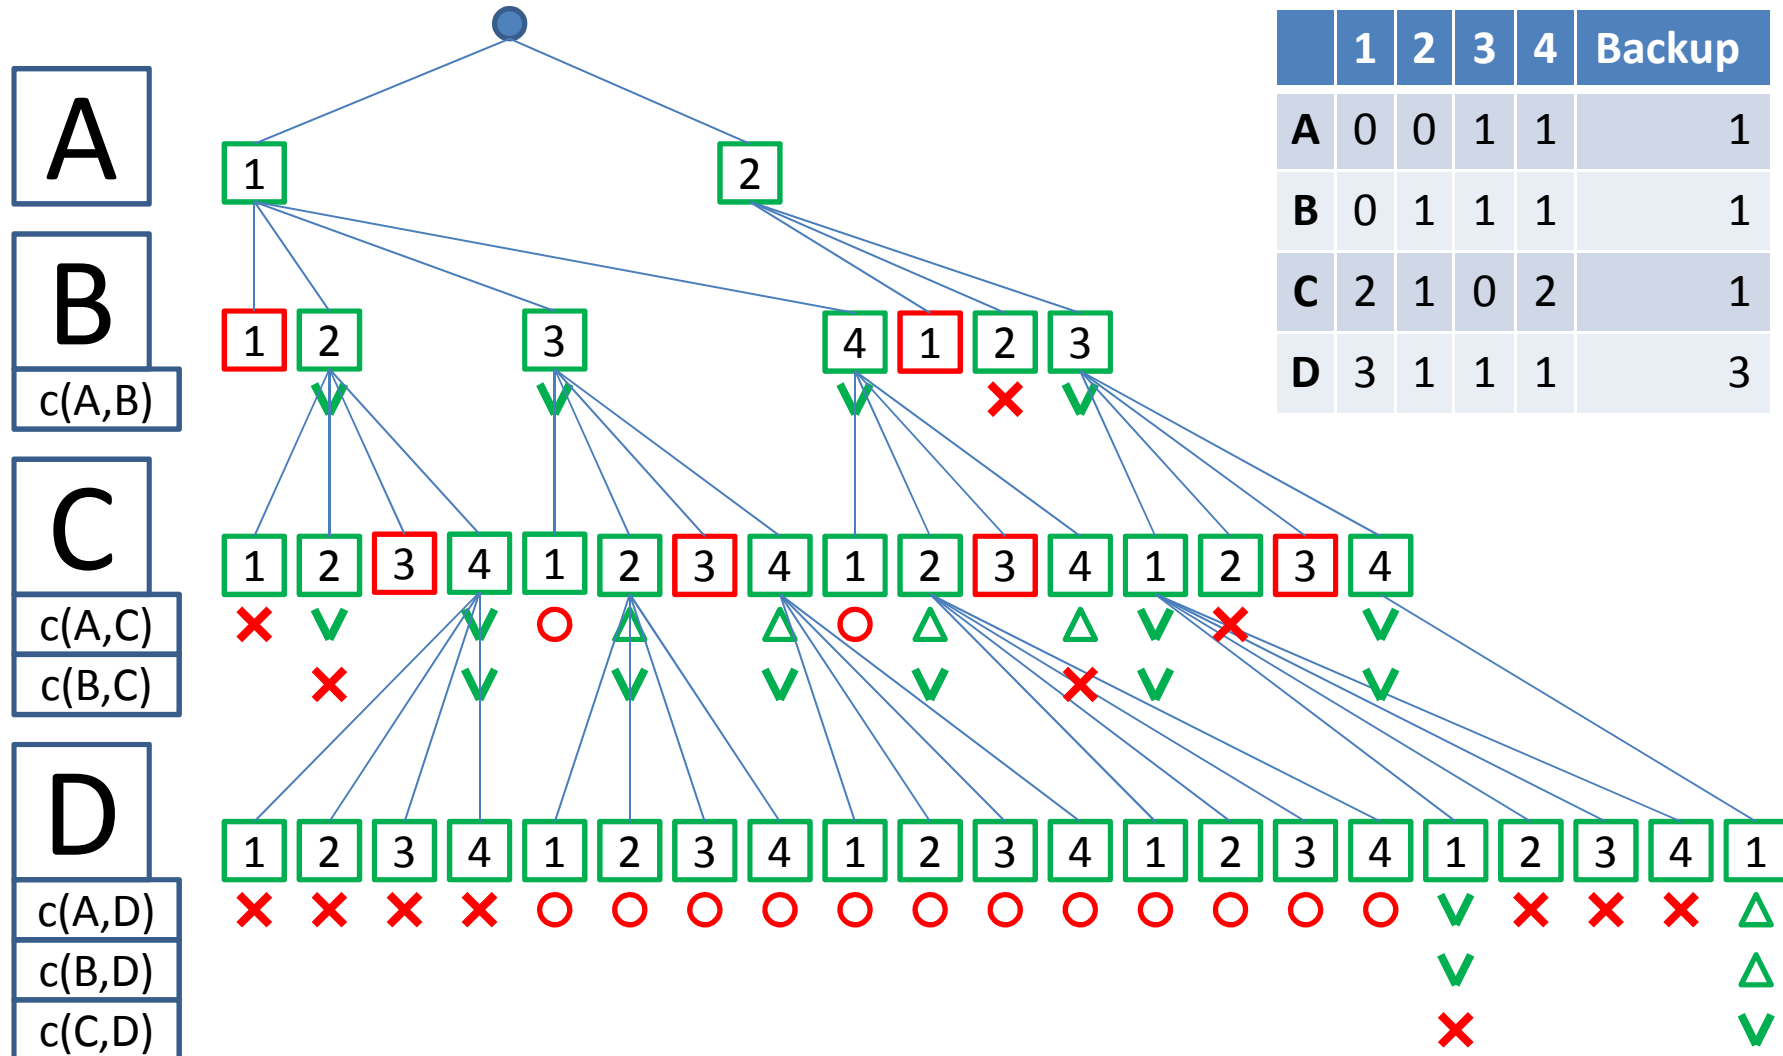 1 2 3 4 Backup
A 0 0 1 1 1
B 0 1 1 1 1
C 2 1 0 2 1
D 3 1 1 1 3
A
1 2
B
1 2 3 4 1 2 3
c(A,B)
C
1 2 3 4 1 2 3 4 1 2 3 4 1 2 3 4
c(A,C)
c(B,C)
D
1 2 3 4 1 2 3 4 1 2 3 4 1 2 3 4 1 2 3 4 1
c(A,D)
c(B,D)
c(C,D)